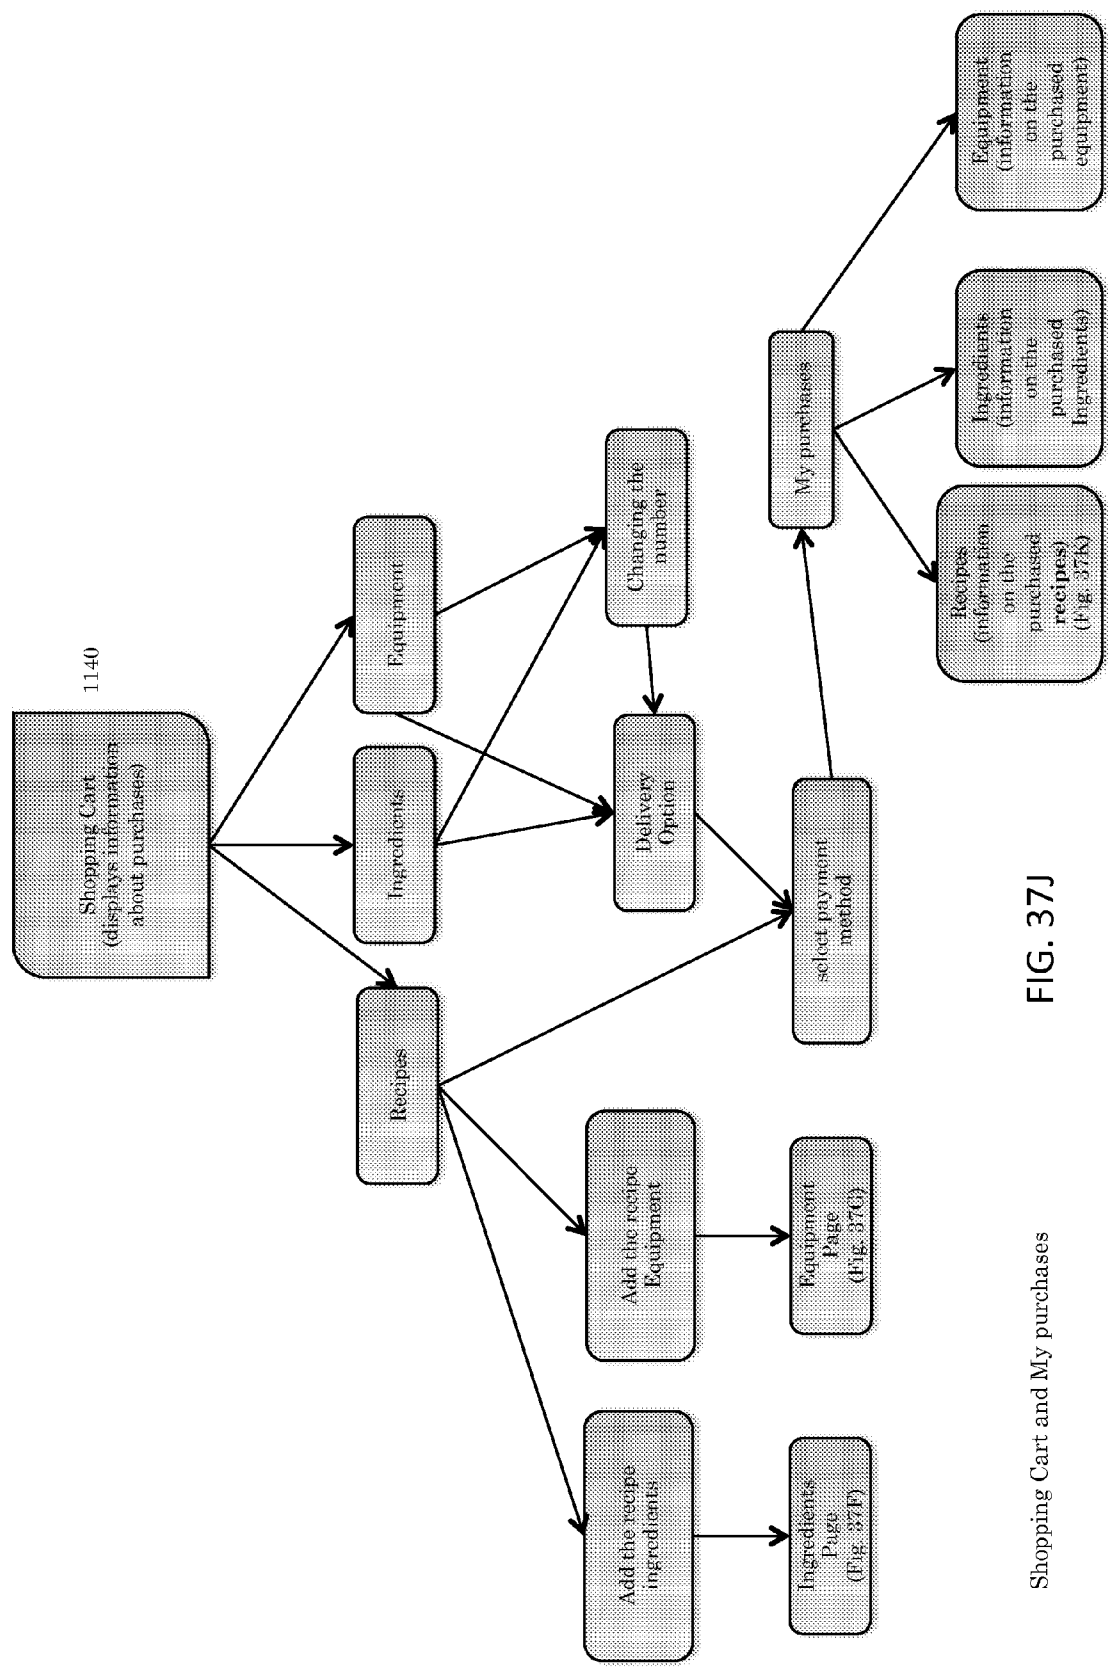 1140
Shopping Cart
(displays information
about purchases)
Recipes
Ingredients
Equipment
Add the recipe
ingredients
Add the recipe
Equipment
Delivery
Option
Changing the
number
Ingredients
Page
(Fig. 37F)
Equipment
Page
(Fig. 37G)
select payment
method
My purchases
Recipes
(information
on the
purchased
recipes)
(Fig. 37K)
Ingredients
(information
on the
purchased
Ingredients)
Equipment
(information
on the
purchased
equipment)
Shopping Cart and My purchases
FIG. 37J